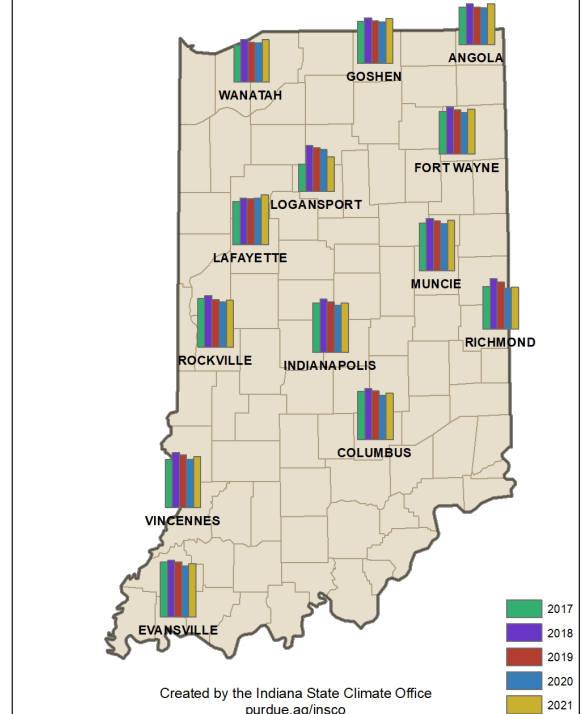 ANGOLA
GOSHEN
WANATAH
FORT WAYNE
LOGANSPORT
LAFAYETTE
MUNCIE
RICHMOND
ROCKVILLE
INDIANAPOLIS
COLUMBUS
VINCENNES
EVANSVILLE
2017
2018
2019
2020
2021
Created by the Indiana State Climate Office
purdue.ag/insco